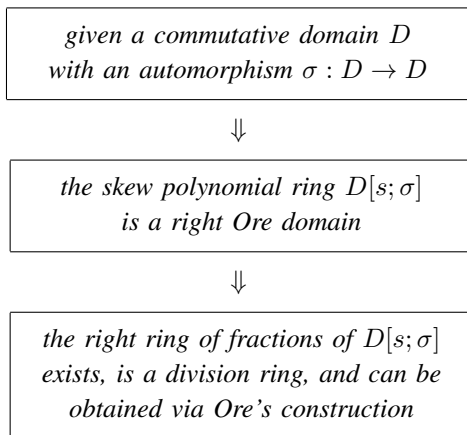 given a commutative domain D
with an automorphism σ : D → D
⇓
the skew polynomial ring D[s; σ]
is a right Ore domain
⇓
the right ring of fractions of D[s; σ]
exists, is a division ring, and can be
obtained via Ore's construction